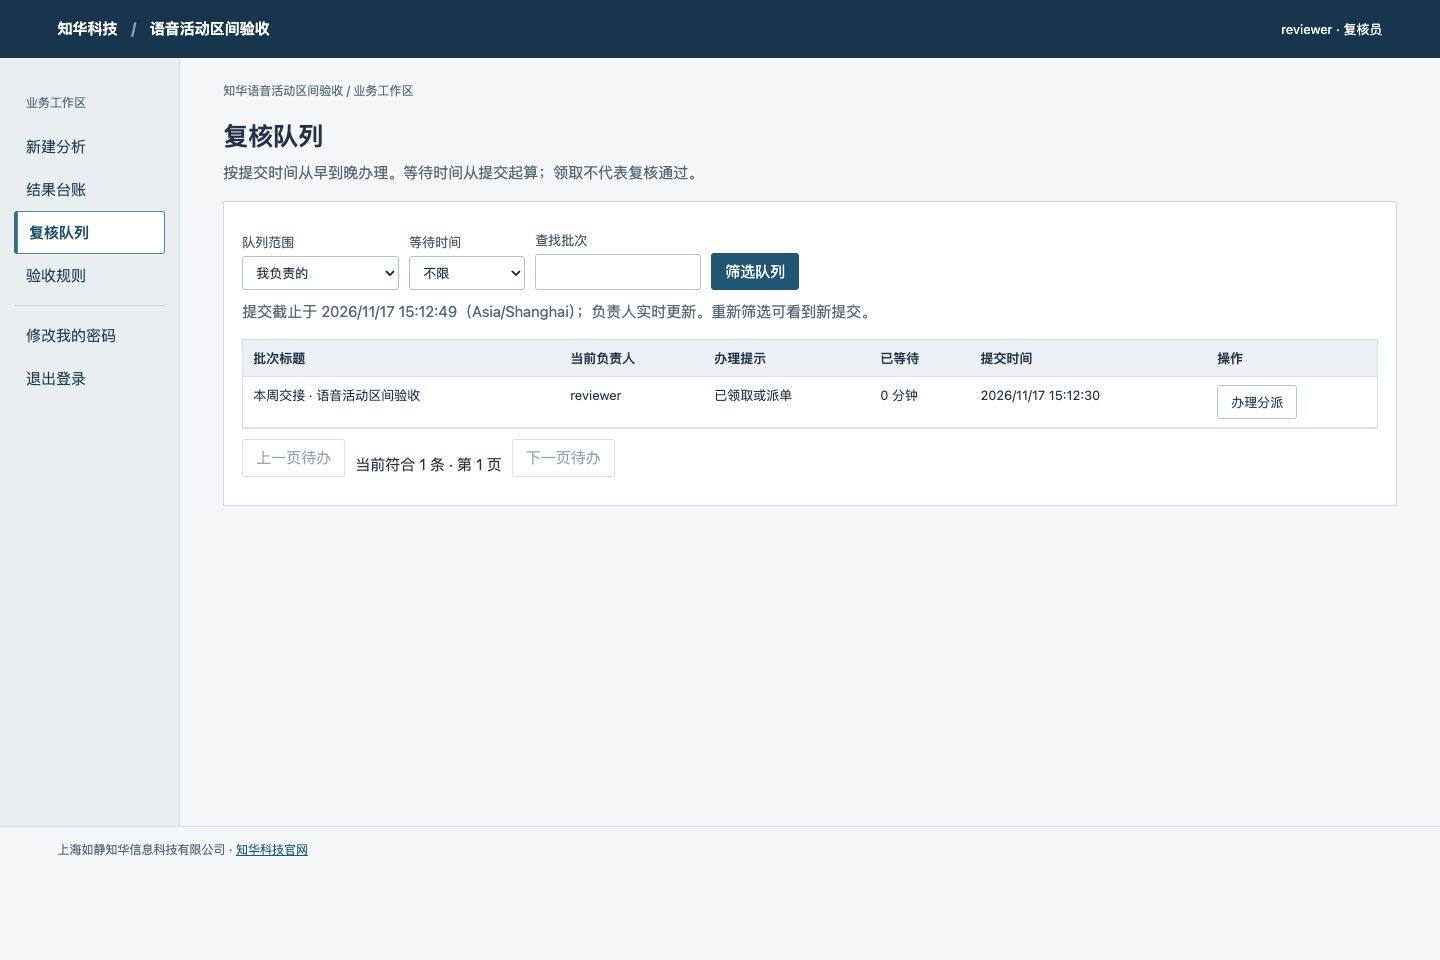 知华科技 / 语音活动区间验收
reviewer · 复核员
业务工作区
新建分析
结果台账
复核队列
验收规则
修改我的密码
退出登录
知华语音活动区间验收 / 业务工作区
复核队列
按提交时间从早到晚办理。等待时间从提交起算；领取不代表复核通过。
队列范围 等待时间 查找批次
我负责的 不限 筛选队列
提交截止于 2026/11/17 15:12:49（Asia/Shanghai）；负责人实时更新。重新筛选可看到新提交。
批次标题 当前负责人 办理提示 已等待 提交时间 操作
本周交接 · 语音活动区间验收 reviewer 已领取或派单 0 分钟 2026/11/17 15:12:30 办理分派
上一页待办 当前符合 1 条 · 第 1 页 下一页待办
上海如静知华信息科技有限公司 · 知华科技官网